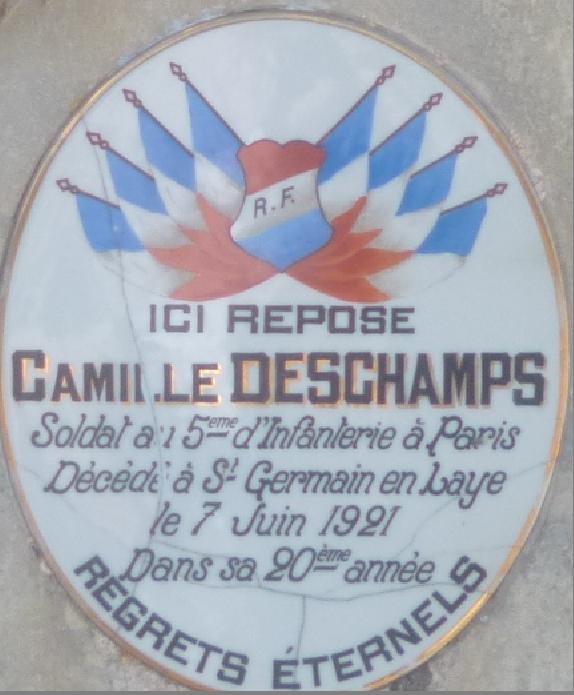 R.F.
ICI REPOSE
CAMILLE DESCHAMPS
Soldat au 5eme d'Infanterie à Paris
Décédé à St Germain en Laye
le 7 Juin 1921
Dans sa 20ème année
REGRETS ÉTERNELS